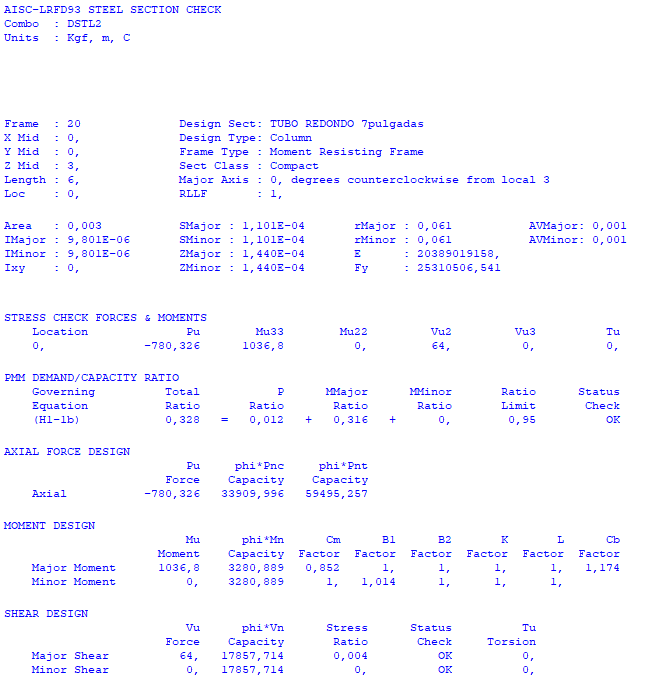 AISC-LRFD93 STEEL SECTION CHECK
Combo  : DSTL2
Units  : Kgf, m, C
Frame  : 20              Design Sect: TUBO REDONDO 7pulgadas
X Mid  : 0,              Design Type: Column
Y Mid  : 0,              Frame Type : Moment Resisting Frame
Z Mid  : 3,              Sect Class : Compact
Length : 6,              Major Axis : 0, degrees counterclockwise from local 3
Loc    : 0,              RLLF       : 1,
Area   : 0,003           SMajor : 1,101E-04       rMajor : 0,061           AVMajor: 0,001
IMajor : 9,801E-06       SMinor : 1,101E-04       rMinor : 0,061           AVMinor: 0,001
IMinor : 9,801E-06       ZMajor : 1,440E-04       E      : 20389019158,
Ixy    : 0,              ZMinor : 1,440E-04       Fy     : 25310506,541
STRESS CHECK FORCES & MOMENTS
Location              Pu        Mu33        Mu22         Vu2         Vu3          Tu
0,              -780,326      1036,8          0,         64,          0,          0,
PMM DEMAND/CAPACITY RATIO
Governing          Total           P      MMajor      MMinor       Ratio      Status
Equation           Ratio       Ratio       Ratio       Ratio       Limit       Check
(H1-1b)            0,328   =   0,012   +   0,316   +      0,        0,95          OK
AXIAL FORCE DESIGN
Pu     phi*Pnc     phi*Pnt
Force    Capacity    Capacity
Axial           -780,326   33909,996   59495,257
MOMENT DESIGN
Mu      phi*Mn      Cm      B1      B2       K       L      Cb
Moment    Capacity  Factor  Factor  Factor  Factor  Factor  Factor
Major Moment      1036,8    3280,889   0,852      1,      1,      1,      1,   1,174
Minor Moment          0,    3280,889      1,   1,014      1,      1,      1,
SHEAR DESIGN
Vu      phi*Vn      Stress      Status          Tu
Force    Capacity       Ratio       Check     Torsion
Major Shear          64,   17857,714       0,004          OK          0,
Minor Shear           0,   17857,714          0,          OK          0,